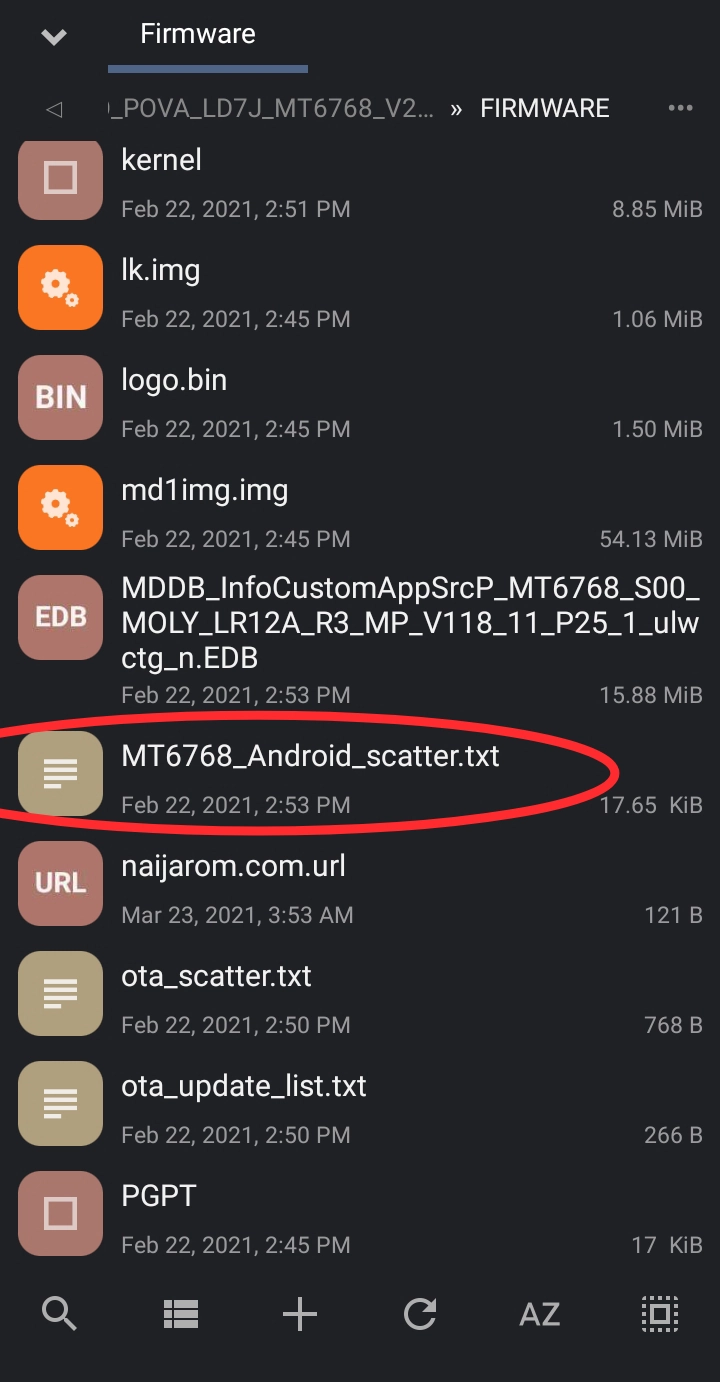 Firmware
_POVA_LD7J_MT6768_V2... » FIRMWARE
kernel
Feb 22, 2021, 2:51 PM 8.85 MiB
lk.img
Feb 22, 2021, 2:45 PM 1.06 MiB
BIN logo.bin
Feb 22, 2021, 2:45 PM 1.50 MiB
md1img.img
Feb 22, 2021, 2:45 PM 54.13 MiB
EDB MDDB_InfoCustomAppSrcP_MT6768_S00_
MOLY_LR12A_R3_MP_V118_11_P25_1_ulw
ctg_n.EDB
Feb 22, 2021, 2:53 PM 15.88 MiB
MT6768_Android_scatter.txt
Feb 22, 2021, 2:53 PM 17.65 KiB
URL naijarom.com.url
Mar 23, 2021, 3:53 AM 121 B
ota_scatter.txt
Feb 22, 2021, 2:50 PM 768 B
ota_update_list.txt
Feb 22, 2021, 2:50 PM 266 B
PGPT
Feb 22, 2021, 2:45 PM 17 KiB
AZ